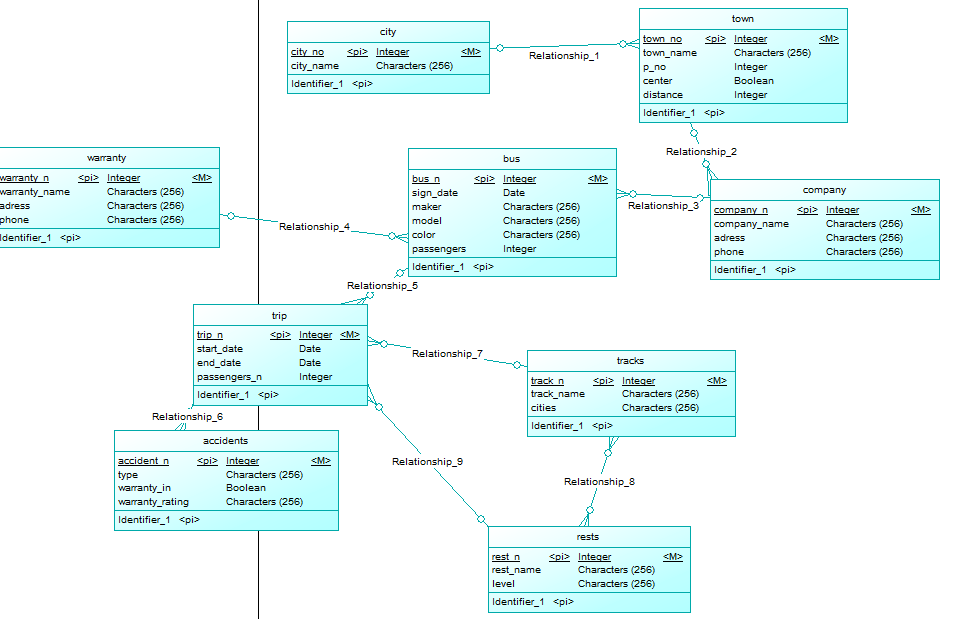 city
city_no <pi> Integer <M>
city_name Characters (256)
Identifier_1 <pi>
Relationship_1
town
town_no <pi> Integer <M>
town_name Characters (256)
p_no Integer
center Boolean
distance Integer
Identifier_1 <pi>
Relationship_2
warranty
warranty_n <pi> Integer <M>
warranty_name Characters (256)
adress Characters (256)
phone Characters (256)
Identifier_1 <pi>
Relationship_4
bus
bus_n <pi> Integer <M>
sign_date Date
maker Characters (256)
model Characters (256)
color Characters (256)
passengers Integer
Identifier_1 <pi>
Relationship_3
company
company_n <pi> Integer <M>
company_name Characters (256)
adress Characters (256)
phone Characters (256)
Identifier_1 <pi>
Relationship_5
trip
trip_n <pi> Integer <M>
start_date Date
end_date Date
passengers_n Integer
Identifier_1 <pi>
Relationship_7
tracks
track_n <pi> Integer <M>
track_name Characters (256)
cities Characters (256)
Identifier_1 <pi>
Relationship_6
accidents
accident_n <pi> Integer <M>
type Characters (256)
warranty_in Boolean
warranty_rating Characters (256)
Identifier_1 <pi>
Relationship_9
Relationship_8
rests
rest_n <pi> Integer <M>
rest_name Characters (256)
level Characters (256)
Identifier_1 <pi>